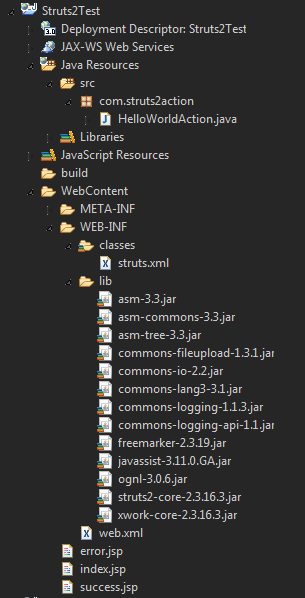 Struts2Test
Deployment Descriptor: Struts2Test
JAX-WS Web Services
Java Resources
src
com.struts2action
HelloWorldAction.java
Libraries
JavaScript Resources
build
WebContent
META-INF
WEB-INF
classes
struts.xml
lib
asm-3.3.jar
asm-commons-3.3.jar
asm-tree-3.3.jar
commons-fileupload-1.3.1.jar
commons-io-2.2.jar
commons-lang3-3.1.jar
commons-logging-1.1.3.jar
commons-logging-api-1.1.jar
freemarker-2.3.19.jar
javassist-3.11.0.GA.jar
ognl-3.0.6.jar
struts2-core-2.3.16.3.jar
xwork-core-2.3.16.3.jar
web.xml
error.jsp
index.jsp
success.jsp